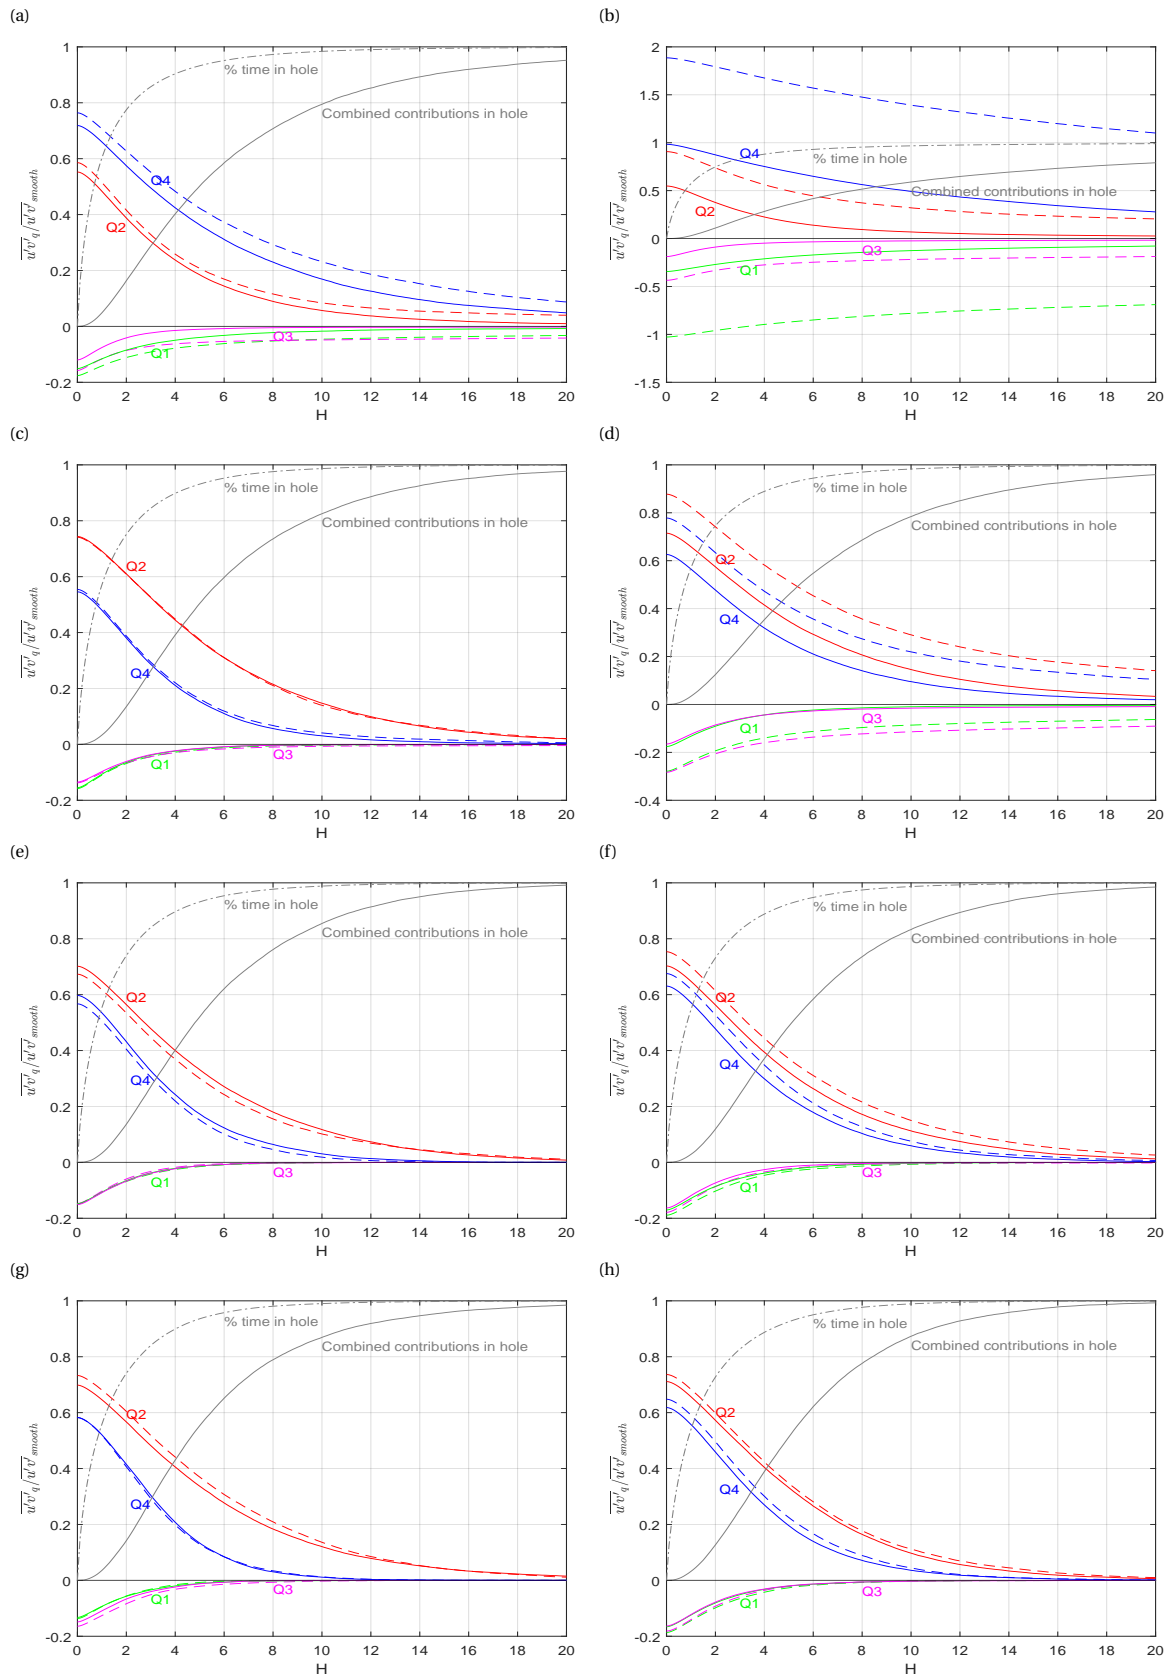 (a)
1
0.8
0.6
0.4
0.2
0
-0.2
% time in hole
Combined contributions in hole
Q4
Q2
Q3
Q1
0 2 4 6 8 10 12 14 16 18 20
H
u'v'q/u'v'smooth
(b)
2
1.5
1
0.5
0
-0.5
-1
-1.5
Q4
% time in hole
Combined contributions in hole
Q2
Q3
Q1
0 2 4 6 8 10 12 14 16 18 20
H
u'v'q/u'v'smooth
(c)
1
0.8
0.6
0.4
0.2
0
-0.2
% time in hole
Combined contributions in hole
Q2
Q4
Q3
Q1
0 2 4 6 8 10 12 14 16 18 20
H
u'v'q/u'v'smooth
(d)
1
0.8
0.6
0.4
0.2
0
-0.2
-0.4
% time in hole
Combined contributions in hole
Q2
Q4
Q3
Q1
0 2 4 6 8 10 12 14 16 18 20
H
u'v'q/u'v'smooth
(e)
1
0.8
0.6
0.4
0.2
0
-0.2
% time in hole
Combined contributions in hole
Q2
Q4
Q3
Q1
0 2 4 6 8 10 12 14 16 18 20
H
u'v'q/u'v'smooth
(f)
1
0.8
0.6
0.4
0.2
0
-0.2
% time in hole
Combined contributions in hole
Q2
Q4
Q3
Q1
0 2 4 6 8 10 12 14 16 18 20
H
u'v'q/u'v'smooth
(g)
1
0.8
0.6
0.4
0.2
0
-0.2
% time in hole
Combined contributions in hole
Q2
Q4
Q3
Q1
0 2 4 6 8 10 12 14 16 18 20
H
u'v'q/u'v'smooth
(h)
1
0.8
0.6
0.4
0.2
0
-0.2
% time in hole
Combined contributions in hole
Q2
Q4
Q3
Q1
0 2 4 6 8 10 12 14 16 18 20
H
u'v'q/u'v'smooth